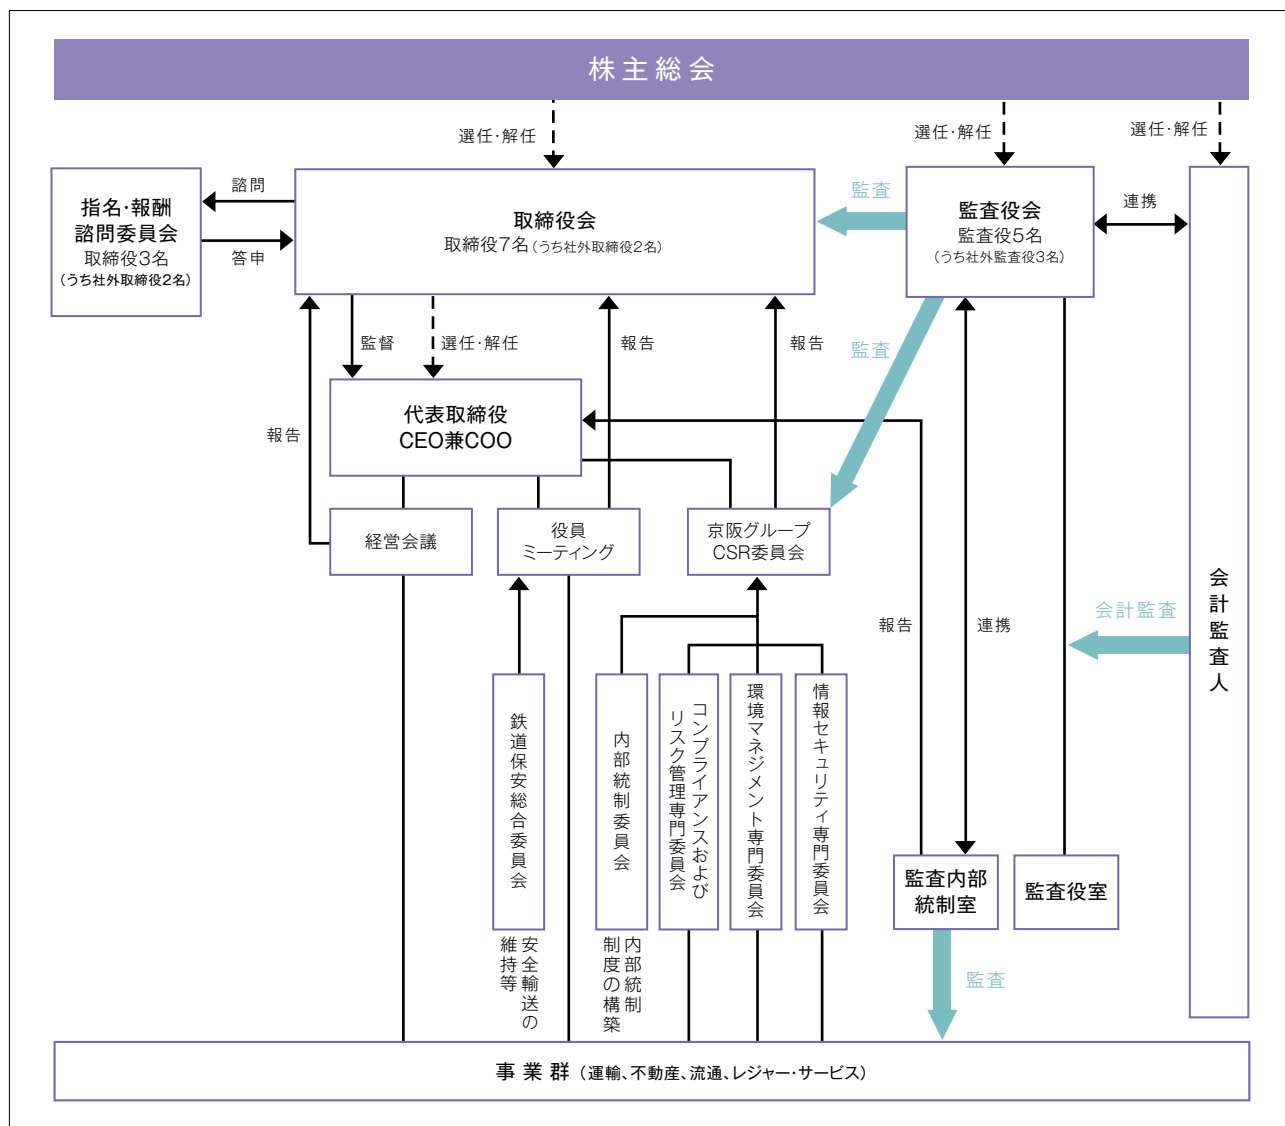 株主総会
選任・解任
選任・解任
選任・解任
指名・報酬
諮問委員会
取締役3名
(うち社外取締役2名)
諮問
答申
取締役会
取締役7名(うち社外取締役2名)
監査
監査役会
監査役5名
(うち社外監査役3名)
連携
会計監査人
監督
選任・解任
報告
報告
監査
報告
代表取締役
CEO兼COO
経営会議
役員
ミーティング
京阪グループ
CSR委員会
報告
連携
会計監査
鉄道保安総合委員会
安全輸送の
維持等
内部統制委員会
内部統制
制度の構築
コンプライアンスおよび
リスク管理専門委員会
環境マネジメント専門委員会
情報セキュリティ専門委員会
監査内部
統制室
監査役室
監査
事業群(運輸、不動産、流通、レジャー・サービス)